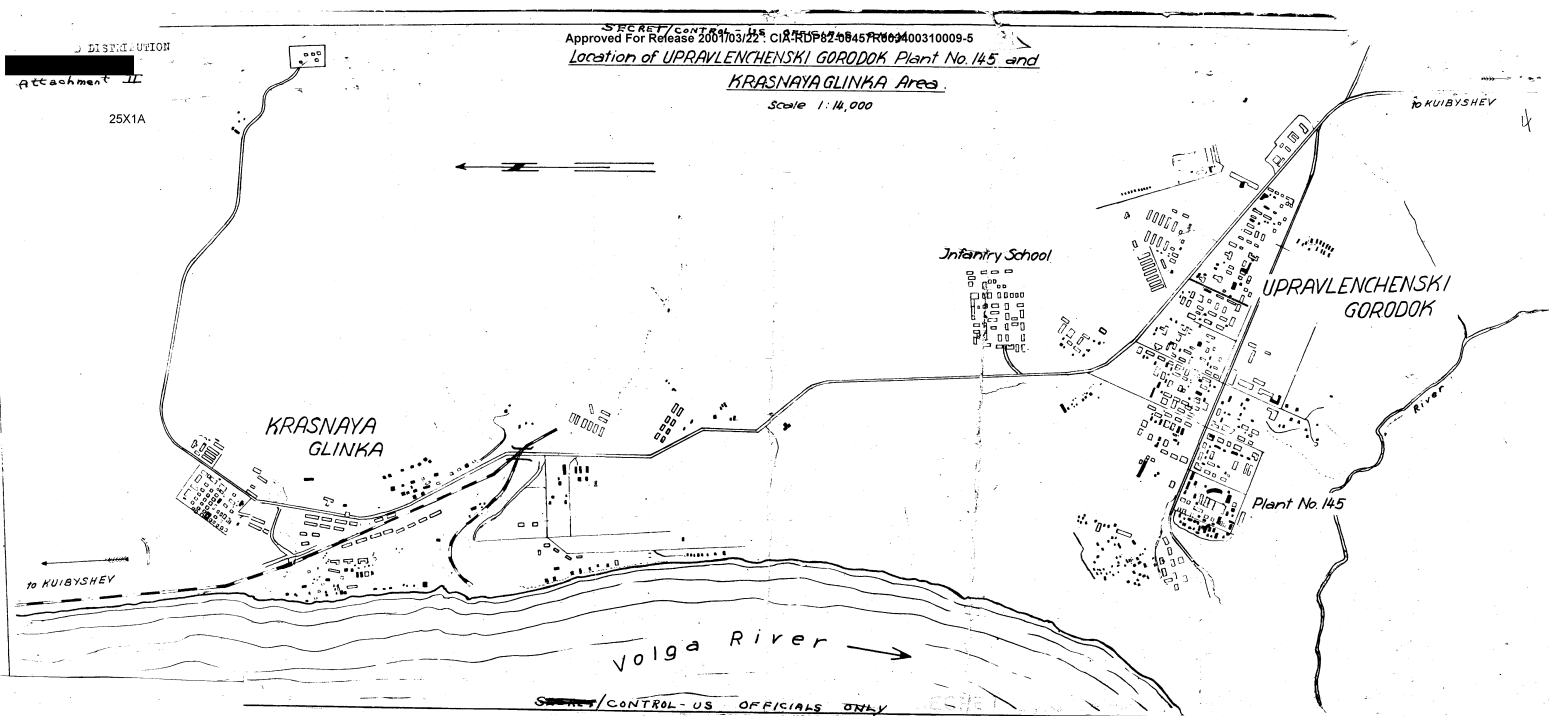 SECRET/CONTROL US OFFICIALS ONLY
Approved For Release 2001/03/22 : CIA-RDP82-00457R003400310009-5
DISTRIBUTION
Attachment II
25X1A
Location of UPRAVLENCHENSKI GORODOK Plant No. 145 and
KRASNAYA GLINKA Area.
Scale 1:14,000
to KUIBYSHEV
4
Infantry School
UPRAVLENCHENSKI
GORODOK
KRASNAYA
GLINKA
River
Plant No. 145
to KUIBYSHEV
Volga River
SECRET/CONTROL-US OFFICIALS ONLY